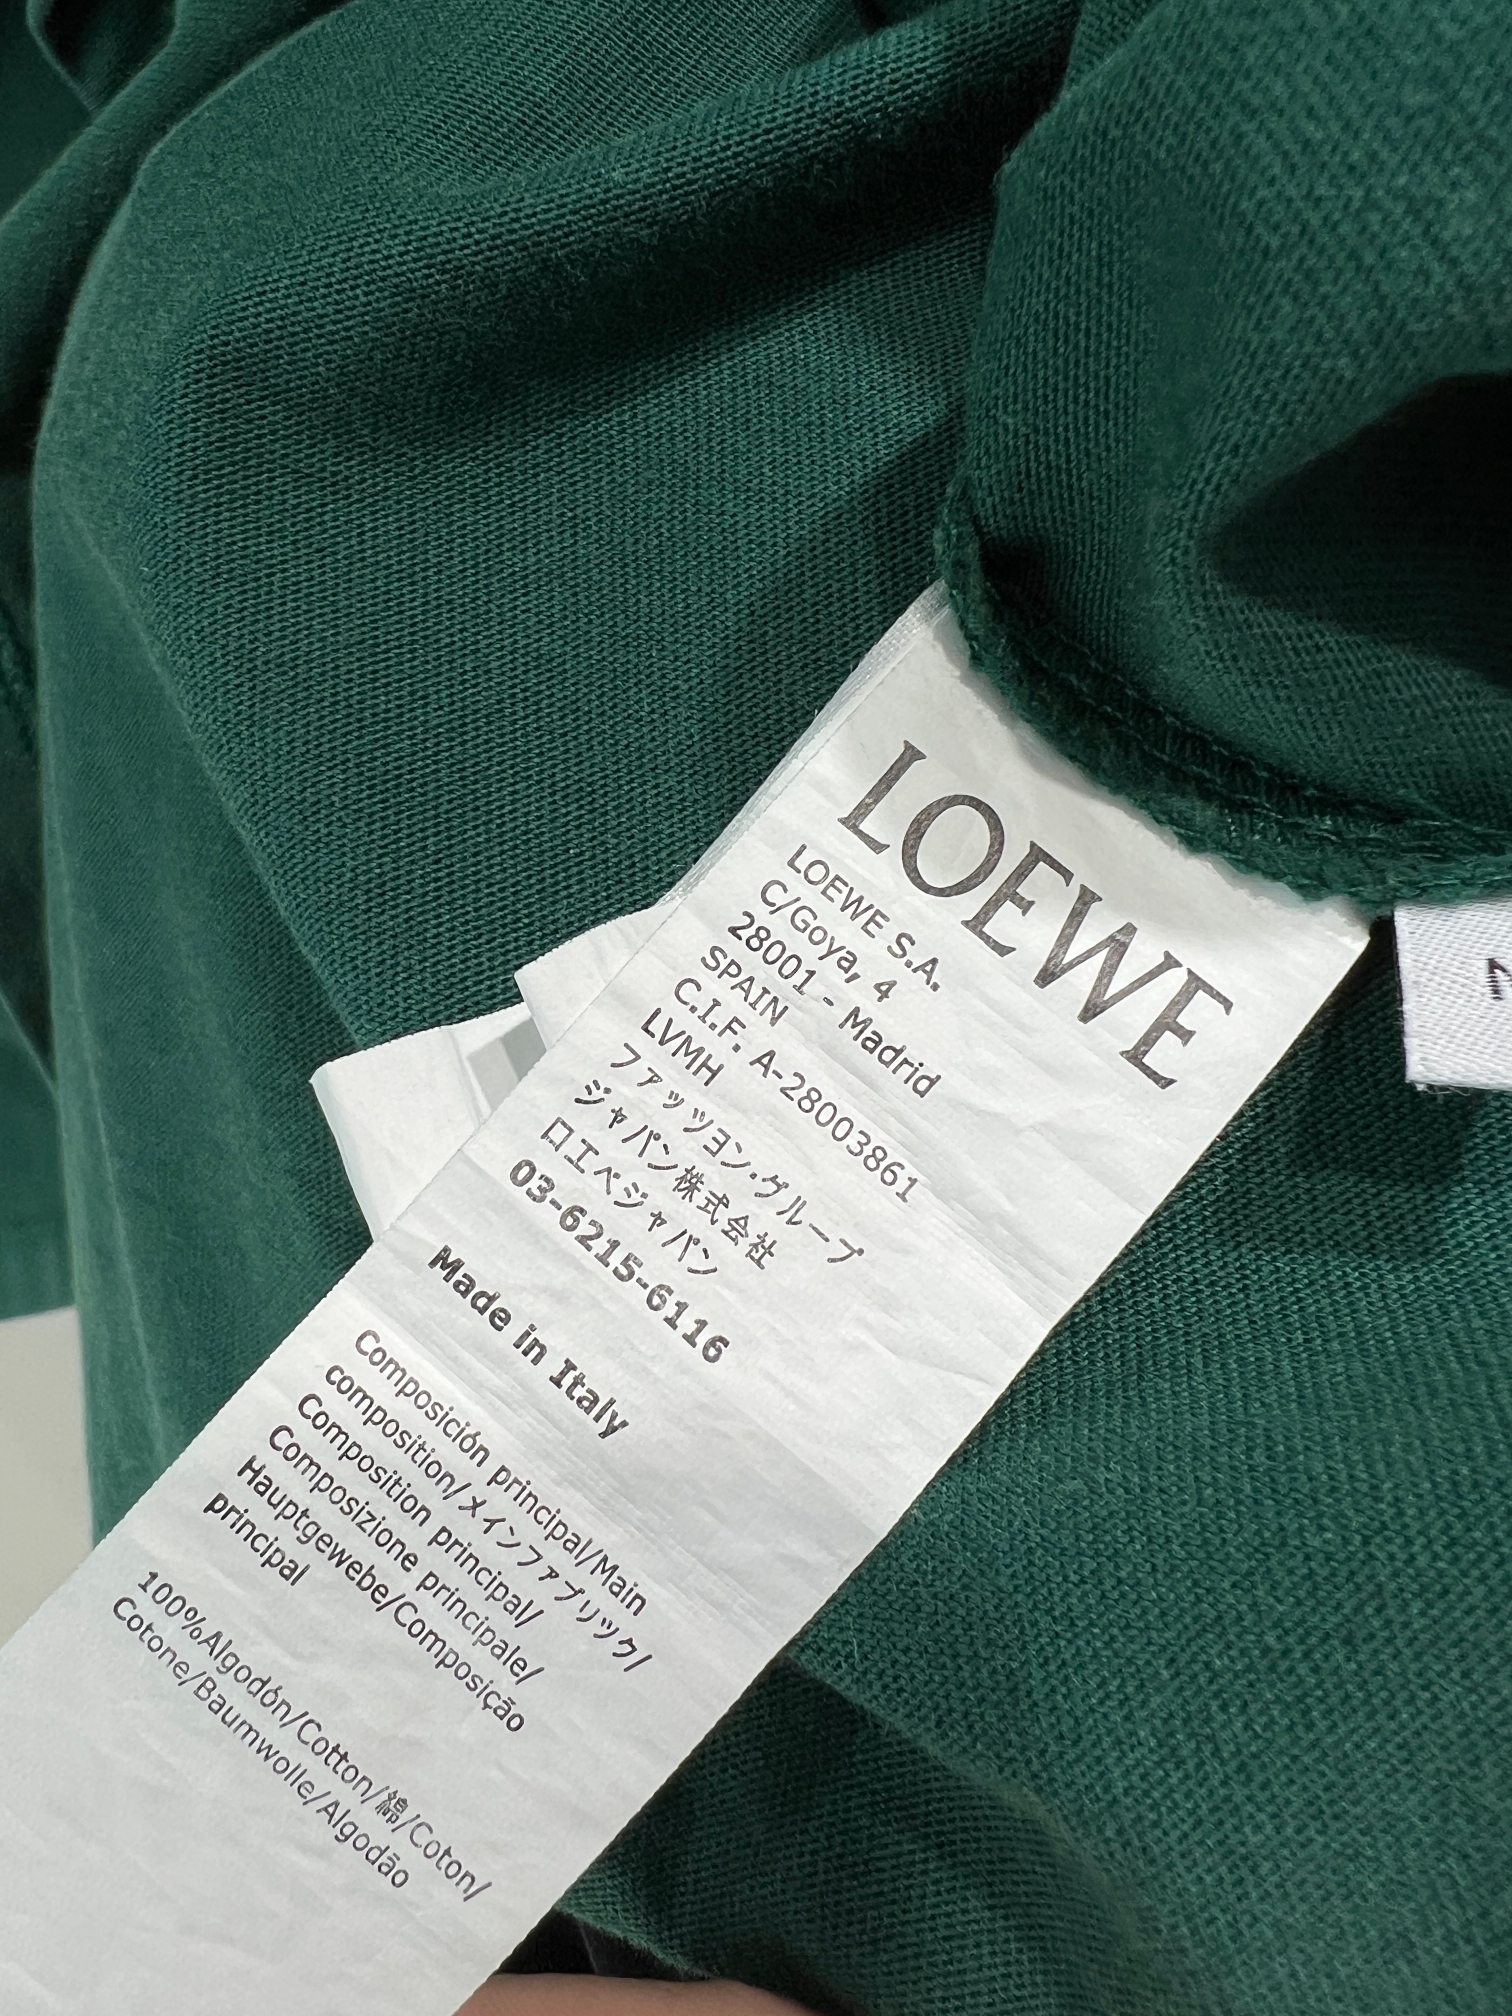 LOEWE
LOEWE S.A.
C/Goya, 4
28001 - Madrid
SPAIN
C.I.F. A-28003861
LVMH
ファッツヨン・グループ
ジャパン株式会社
ロエベジャパン
03-6215-6116
Made in Italy
Composición principal/Main
composition/メインファブリック/
Composition principal/
Composizione principale/
Hauptgewebe/Composição
principal
100%Algodón/Cotton/綿/Coton/
Cotone/Baumwolle/Algodão